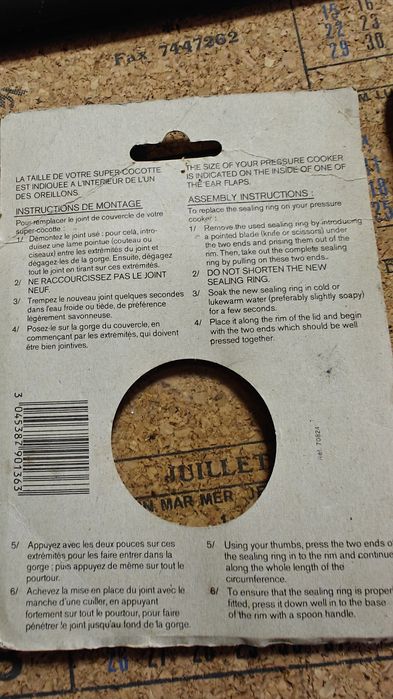 Fax 7447262
15 16
22 23
29 30
LA TAILLE DE VOTRE SUPER-COCOTTE
EST INDIQUEE A L'INTERIEUR DE L'UN
DES OREILLONS.
INSTRUCTIONS DE MONTAGE
Pour remplacer le joint de couvercle de votre
super-cocotte :
1/ Démontez le joint usé : pour celà, intro-
duisez une lame pointue (couteau ou
ciseaux) entre les extrémités du joint et
dégagez-les de la gorge. Ensuite, dégagez
tout le joint en tirant sur ces extrémités.
2/ NE RACCOURCISSEZ PAS LE JOINT
NEUF.
3/ Trempez le nouveau joint quelques secondes
dans l'eau froide ou tiède, de préférence
légèrement savonneuse.
4/ Posez-le sur la gorge du couvercle, en
commençant par les extrémités, qui doivent
être bien jointives.
THE SIZE OF YOUR PRESSURE COOKER
IS INDICATED ON THE INSIDE OF ONE OF
THE EAR FLAPS.
ASSEMBLY INSTRUCTIONS :
To replace the sealing ring on your pressure
cooker :
1/ Remove the used sealing ring by introducing
a pointed blade (knife or scissors) under
the two ends and prising them out of the
rim. Then, take out the complete sealing
ring by pulling on these two ends.
2/ DO NOT SHORTEN THE NEW
SEALING RING.
3/ Soak the new sealing ring in cold or
lukewarm water (preferably slightly soapy)
for a few seconds.
4/ Place it along the rim of the lid and begin
with the two ends which should be well
pressed together.
3 045387 901363
Réf. 70824
JUILLET
MAR MER
5/ Appuyez avec les deux pouces sur ces
extrémités pour les faire entrer dans la
gorge ; puis appuyez de même sur tout le
pourtour.
6/ Achevez la mise en place du joint avec le
manche d'une cuiller, en appuyant
fortement sur tout le pourtour, pour faire
pénétrer le joint jusqu'au fond de la gorge.
5/ Using your thumbs, press the two ends o
the sealing ring in to the rim and continue
along the whole length of the
circumference.
6/ To ensure that the sealing ring is proper
fitted, press it down well in to the base
of the rim with a spoon handle.
26 27 28